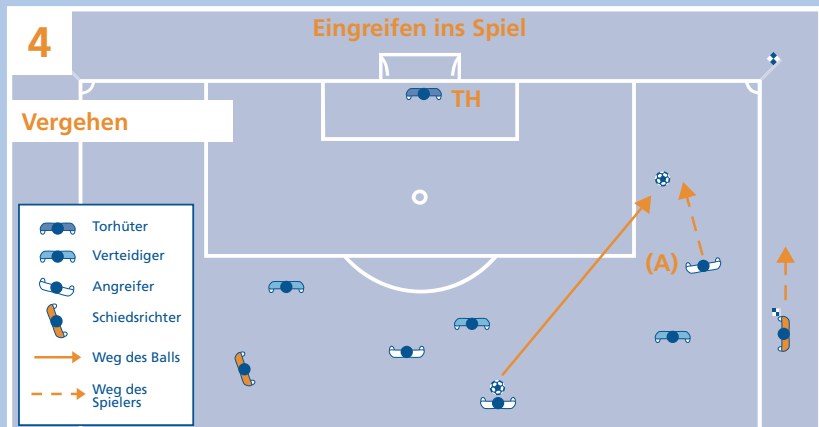 4
Eingreifen ins Spiel
TH
Vergehen
(A)
Torhüter
Verteidiger
Angreifer
Schiedsrichter
Weg des Balls
Weg des
Spielers